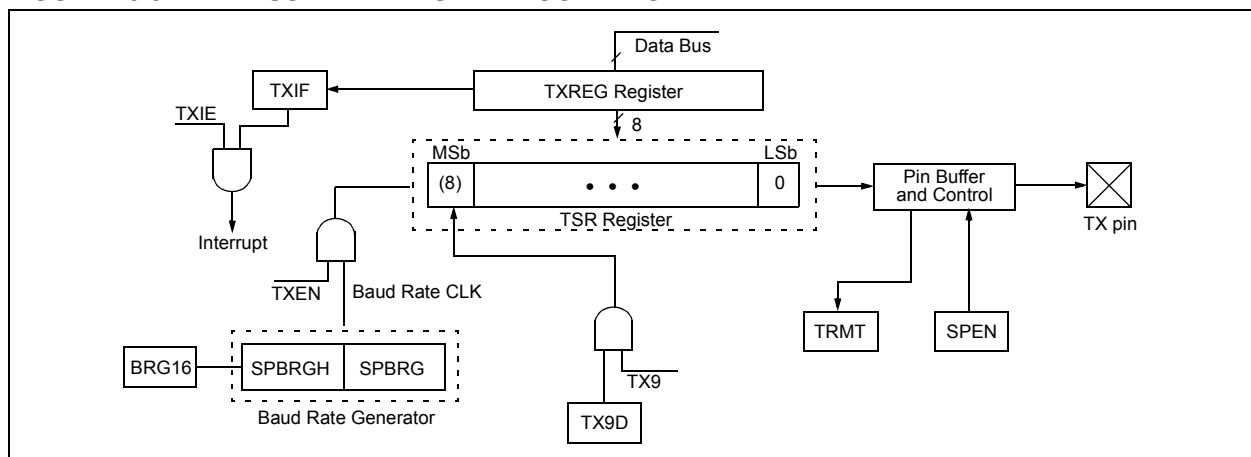 Data Bus
TXIF
TXREG Register
TXIE
8
MSb
LSb
(8)
• • •
0
Pin Buffer
and Control
TSR Register
TX pin
Interrupt
TXEN
Baud Rate CLK
TRMT
SPEN
BRG16
SPBRGH
SPBRG
TX9
Baud Rate Generator
TX9D